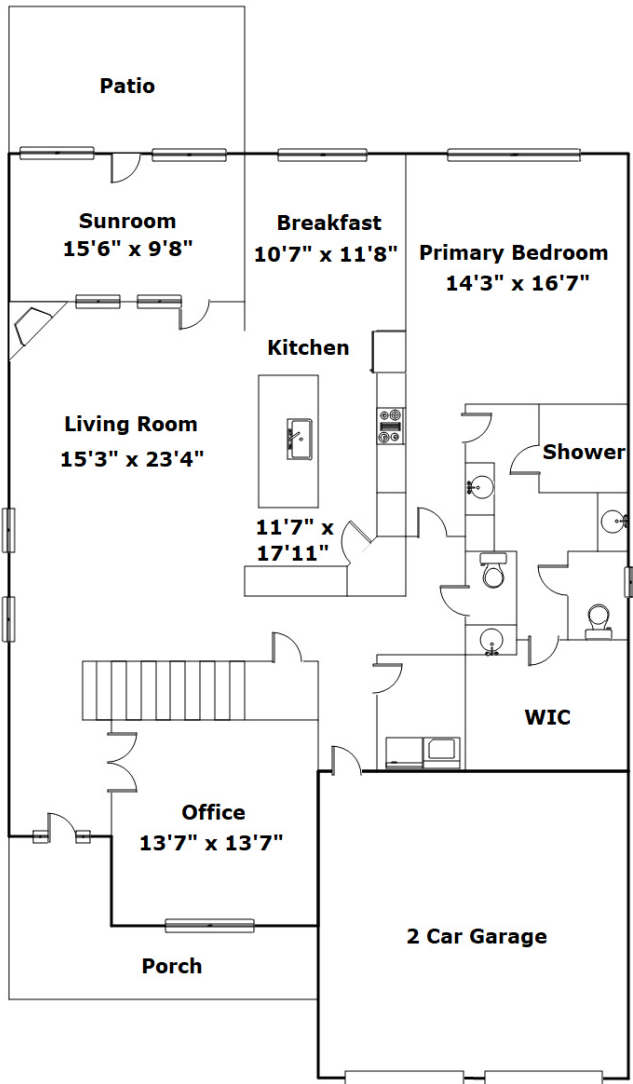 Patio
Sunroom
15'6" x 9'8"
Breakfast
10'7" x 11'8"
Primary Bedroom
14'3" x 16'7"
Kitchen
Living Room
15'3" x 23'4"
Shower
11'7" x
17'11"
WIC
Office
13'7" x 13'7"
2 Car Garage
Porch